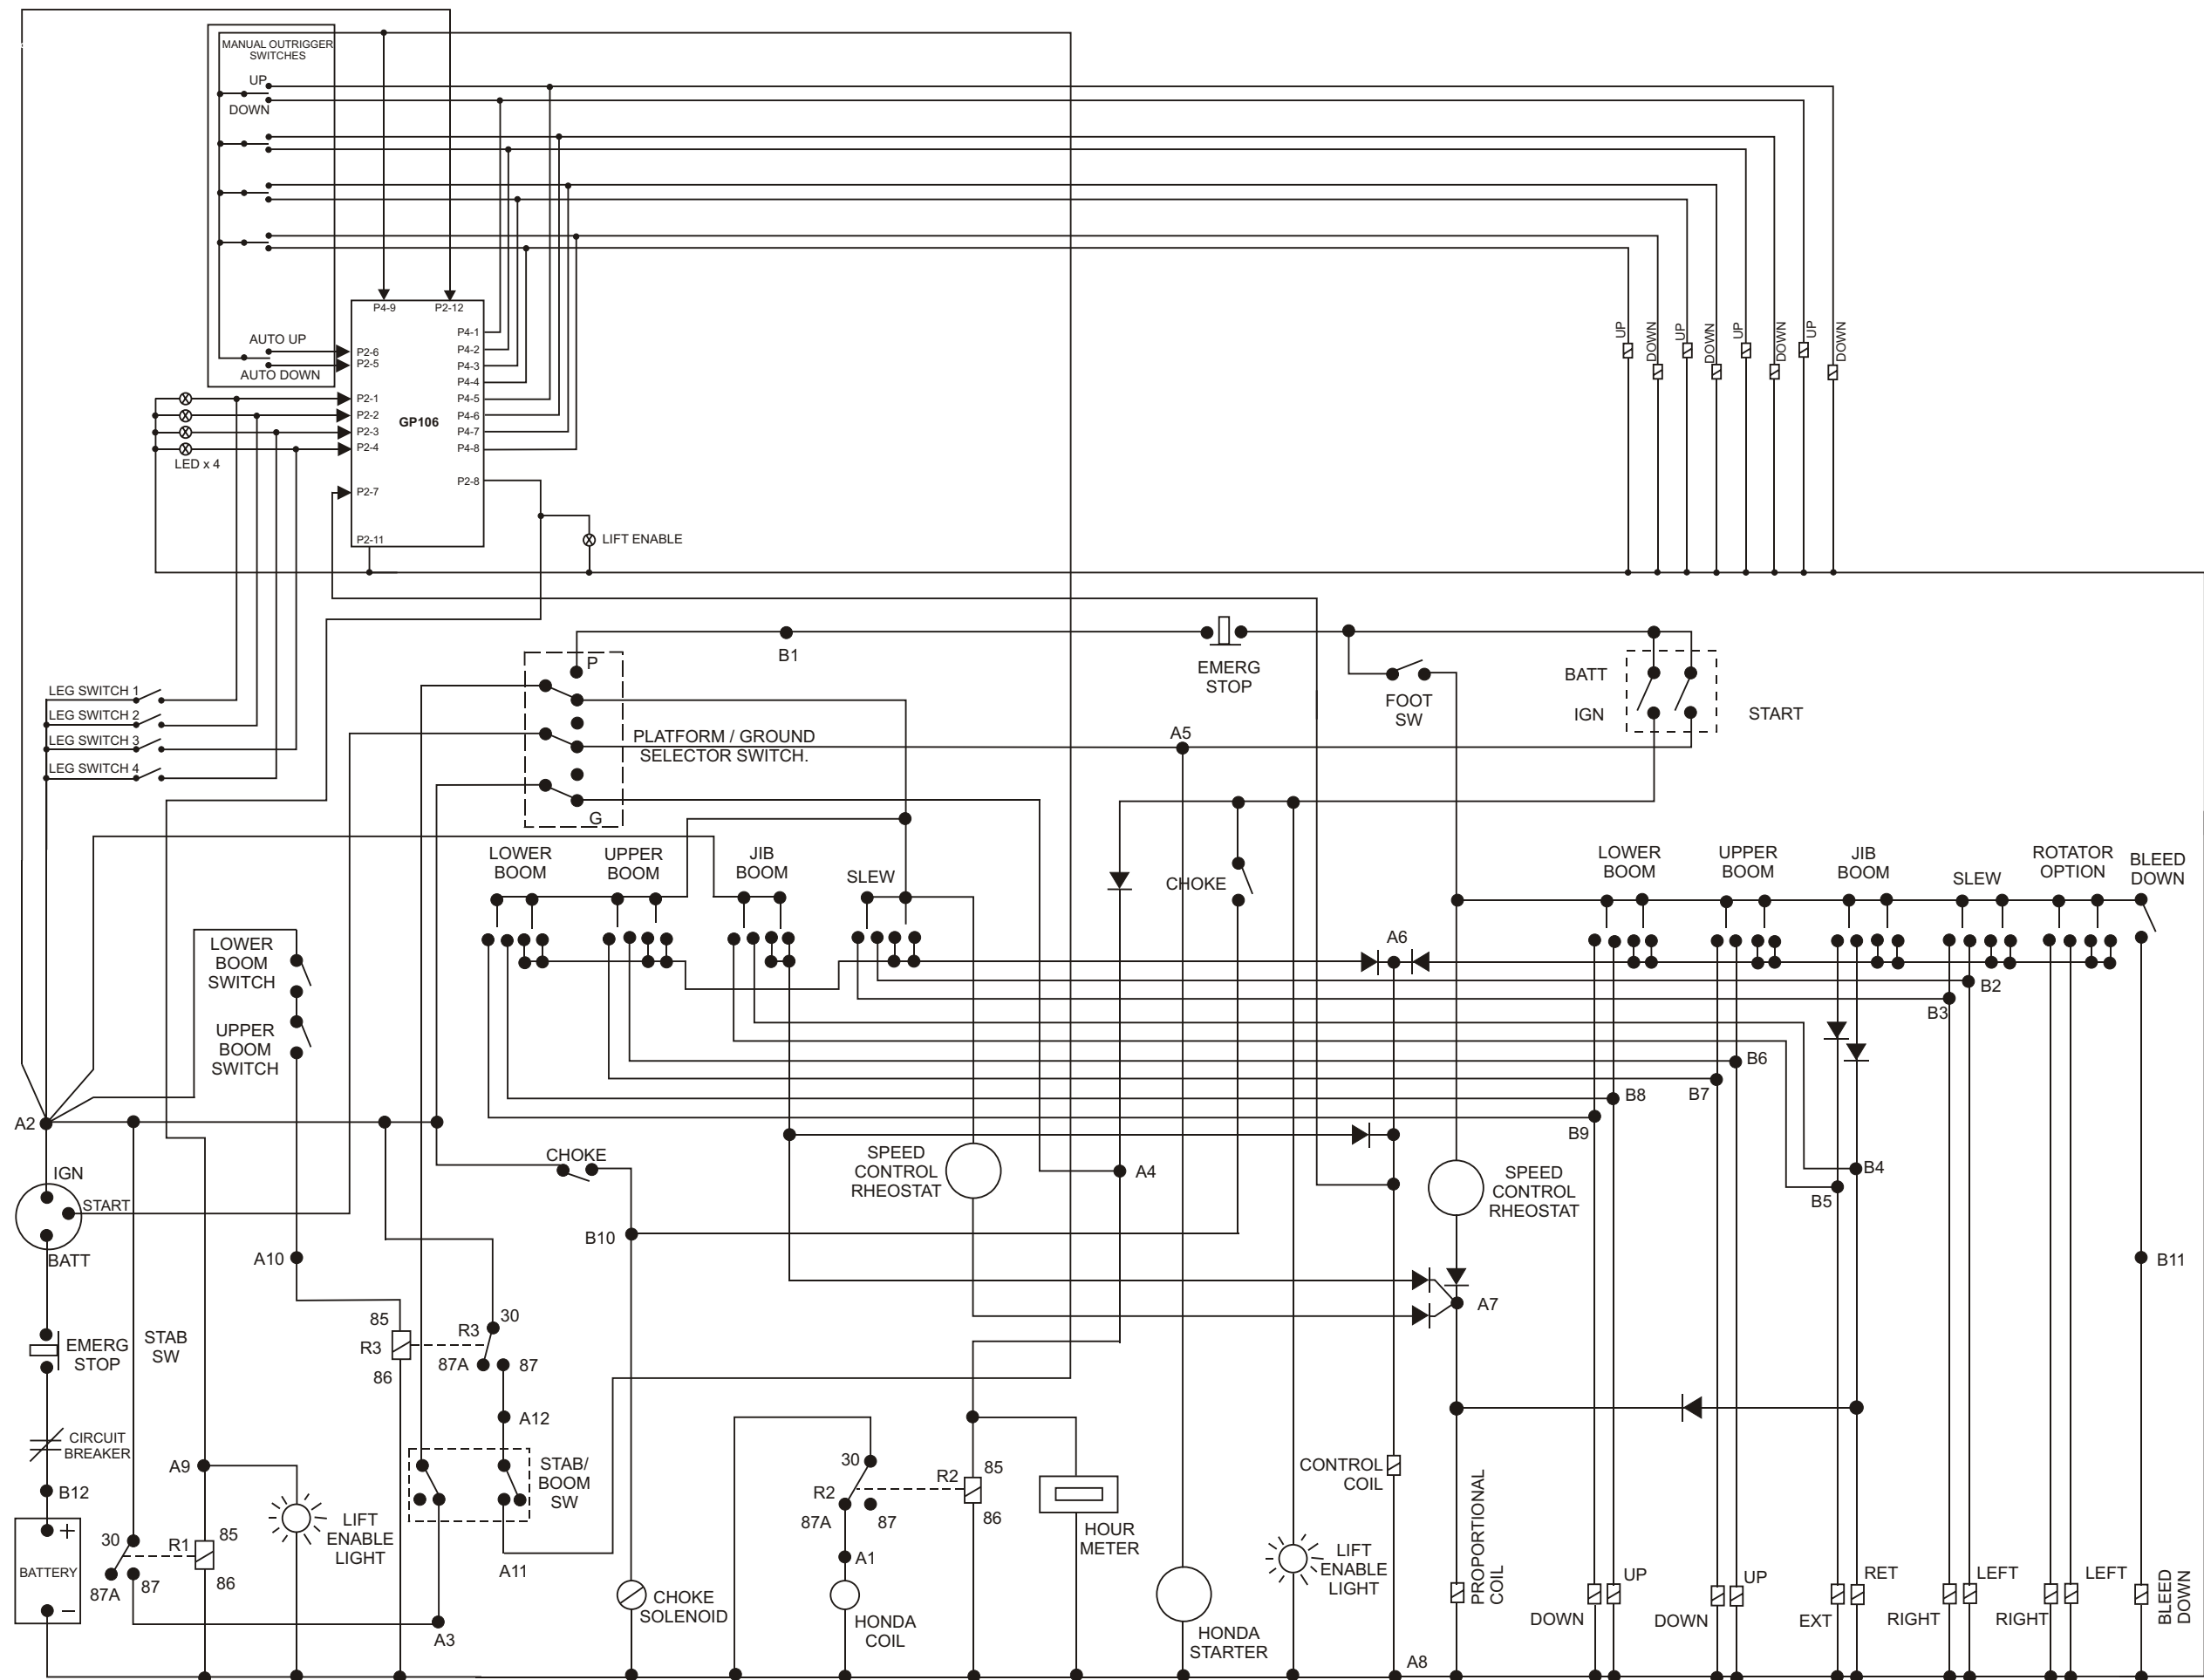 MANUAL OUTRIGGER
SWITCHES
UP
DOWN
P4-9
P2-12
P4-1
P4-2
P4-3
P4-4
P4-5
P4-6
P4-7
P4-8
P2-8
AUTO UP
AUTO DOWN
P2-6
P2-5
P2-1
P2-2
P2-3
P2-4
GP106
LED x 4
P2-7
P2-11
LIFT ENABLE
UP
DOWN
UP
DOWN
UP
DOWN
UP
DOWN
LEG SWITCH 1
LEG SWITCH 2
LEG SWITCH 3
LEG SWITCH 4
P
G
PLATFORM / GROUND
SELECTOR SWITCH.
B1
EMERG
STOP
FOOT
SW
BATT
IGN
START
A5
LOWER
BOOM
UPPER
BOOM
JIB
BOOM
SLEW
CHOKE
A6
LOWER
BOOM
UPPER
BOOM
JIB
BOOM
SLEW
ROTATOR
OPTION
BLEED
DOWN
LOWER
BOOM
SWITCH
UPPER
BOOM
SWITCH
B2
B3
B6
B7
B8
B9
B4
B5
A2
IGN
START
BATT
CHOKE
B10
SPEED
CONTROL
RHEOSTAT
A4
SPEED
CONTROL
RHEOSTAT
A10
B11
A7
EMERG
STOP
STAB
SW
85
R3
86
R3
30
87A
87
A12
CIRCUIT
BREAKER
B12
A9
STAB/
BOOM
SW
A11
LIFT
ENABLE
LIGHT
BATTERY
+
–
30
R1
85
86
87A
87
A3
CHOKE
SOLENOID
30
R2
87A
87
R2
85
86
A1
HONDA
COIL
HOUR
METER
HONDA
STARTER
LIFT
ENABLE
LIGHT
CONTROL
COIL
PROPORTIONAL
COIL
A8
DOWN
UP
DOWN
UP
EXT
RET
RIGHT
LEFT
RIGHT
LEFT
BLEED
DOWN